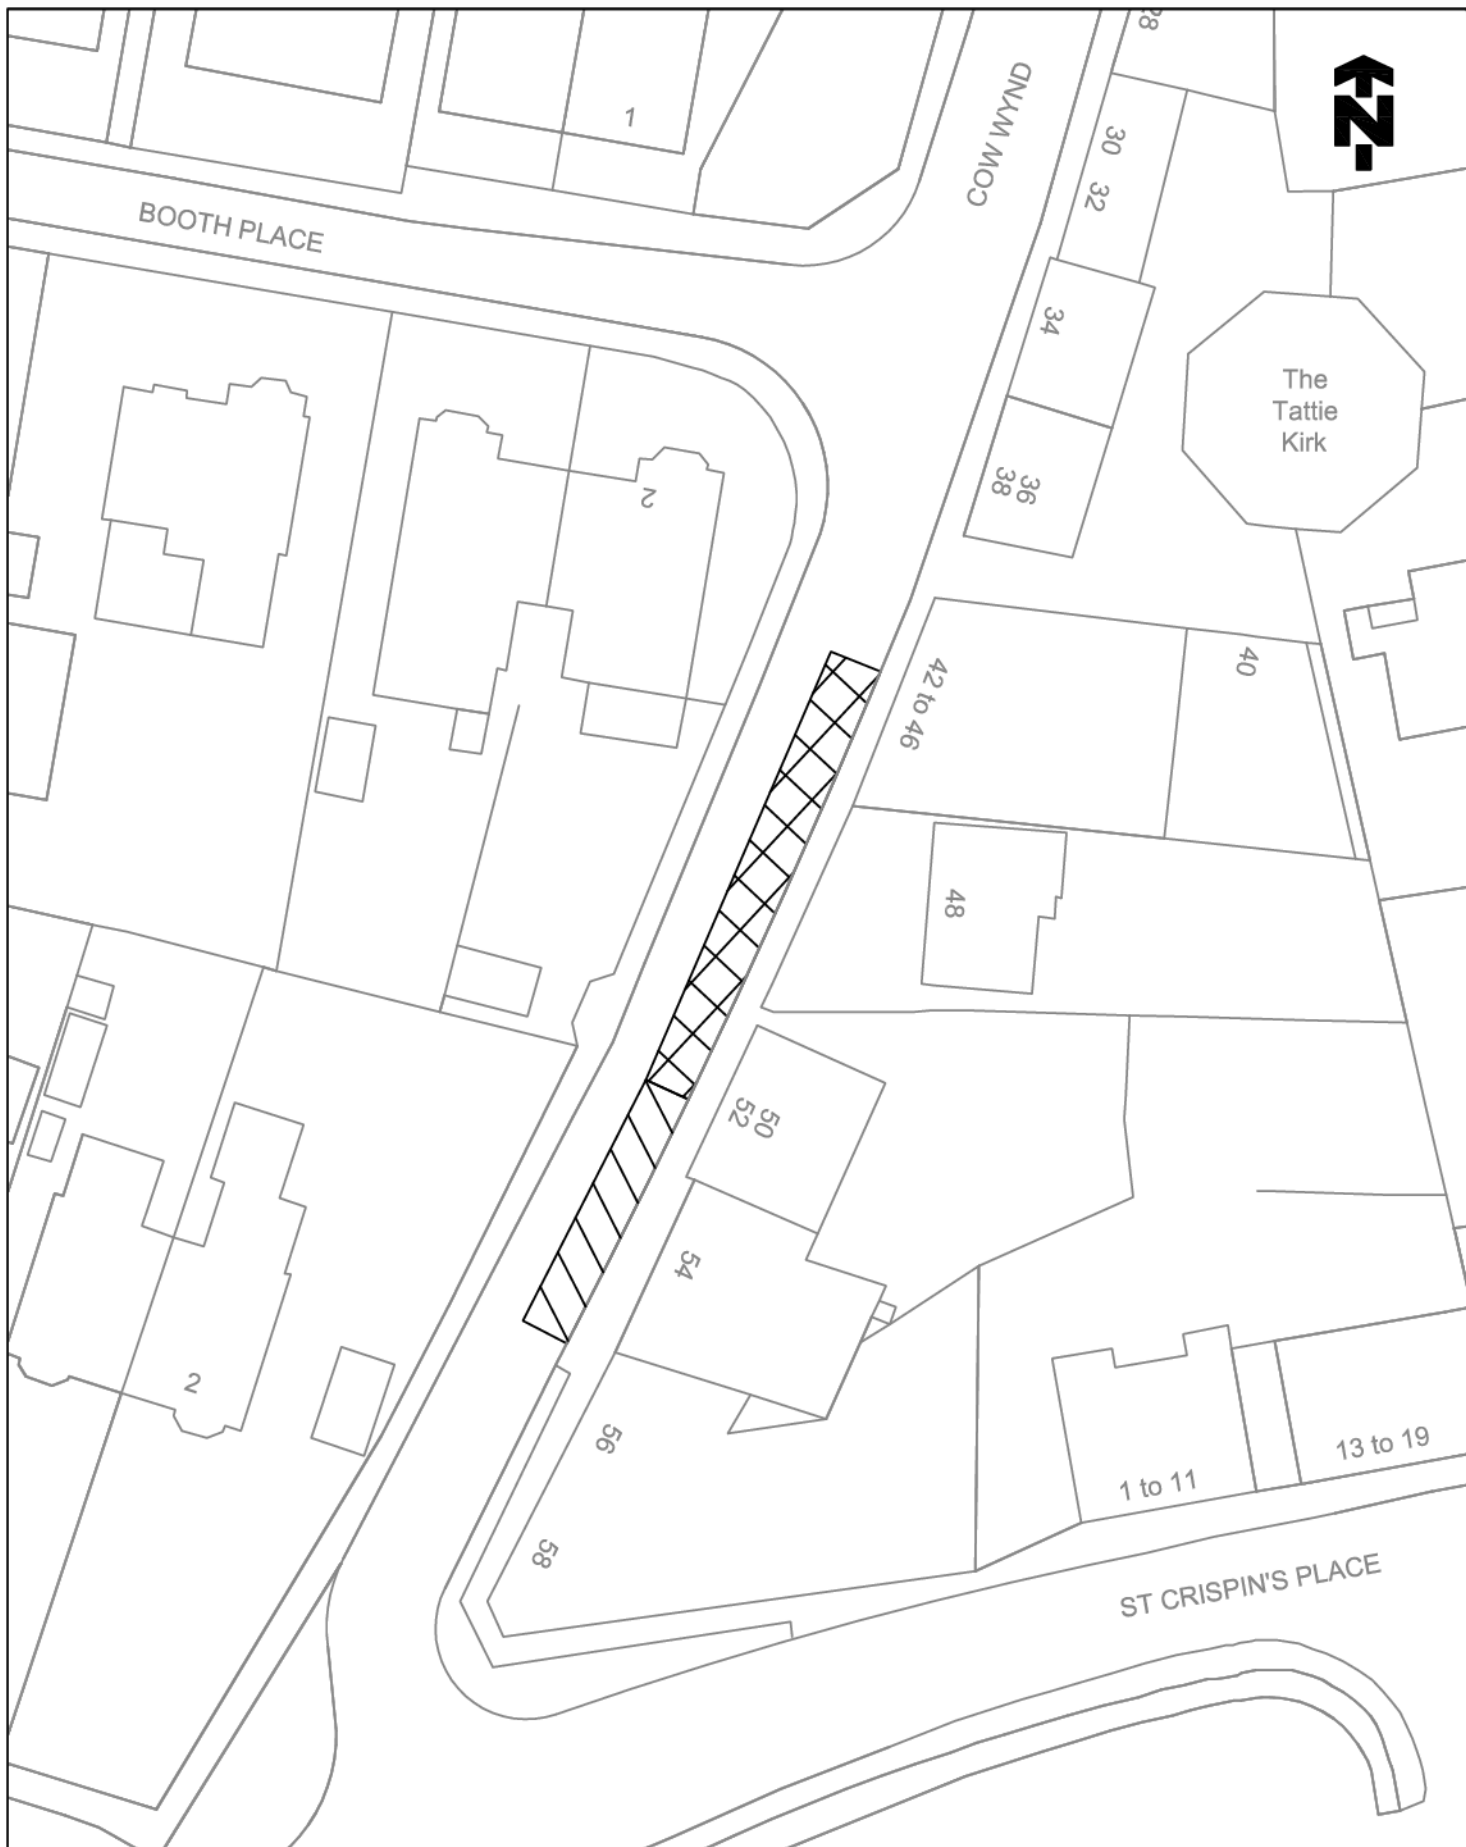 28
COW WYND
1
30
32
BOOTH PLACE
34
The
Tattie
Kirk
36
38
2
40
42 to 46
48
50
52
54
2
56
13 to 19
1 to 11
58
ST CRISPIN'S PLACE
N